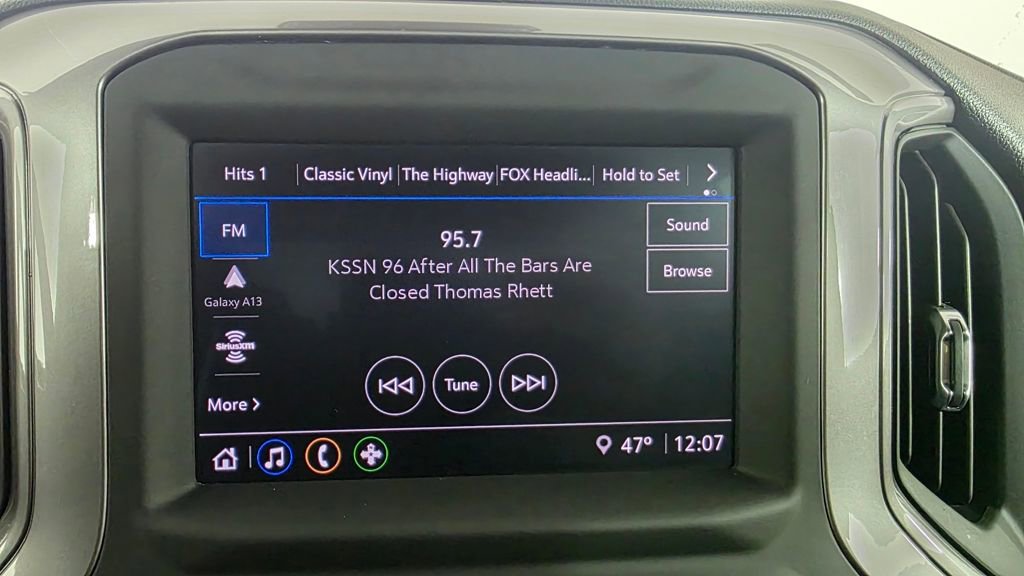 Hits 1 Classic Vinyl The Highway FOX Headli... Hold to Set
FM
95.7
Sound
KSSN 96 After All The Bars Are
Closed Thomas Rhett
Browse
Galaxy A13
SiriusXM
Tune
More
47° 12:07